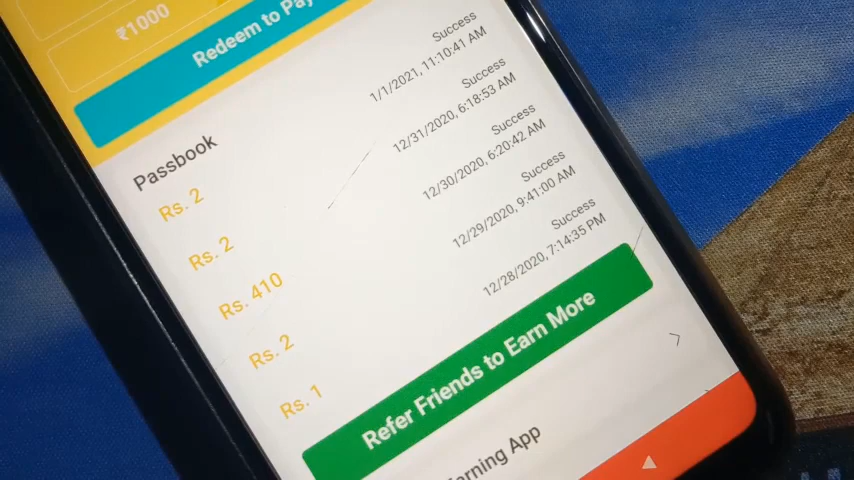 ₹1000
Redeem to Pay
Passbook
Rs. 2
Success
1/1/2021, 11:10:41 AM
Rs. 2
Success
12/31/2020, 6:18:53 AM
Rs. 410
Success
12/30/2020, 6:20:42 AM
Rs. 2
Success
12/29/2020, 9:41:00 AM
Rs. 1
Success
12/28/2020, 7:14:35 PM
Refer Friends to Earn More
App